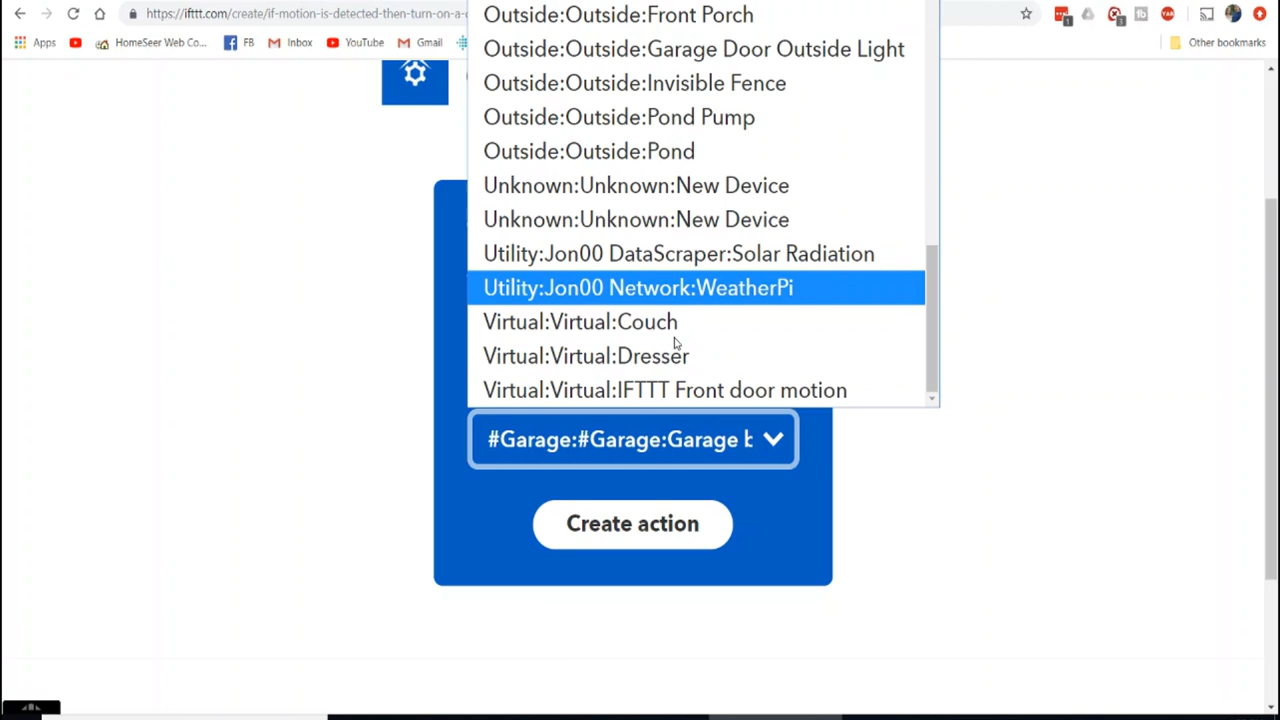 https://ifttt.com/create/if-motion-is-detected-then-turn-on-a-d
Apps
HomeSeer Web Co...
FB
Inbox
YouTube
Gmail
Other bookmarks
Outside:Outside:Front Porch
Outside:Outside:Garage Door Outside Light
Outside:Outside:Invisible Fence
Outside:Outside:Pond Pump
Outside:Outside:Pond
Unknown:Unknown:New Device
Unknown:Unknown:New Device
Utility:Jon00 DataScraper:Solar Radiation
Utility:Jon00 Network:WeatherPi
Virtual:Virtual:Couch
Virtual:Virtual:Dresser
Virtual:Virtual:IFTTT Front door motion
#Garage:#Garage:Garage b
Create action